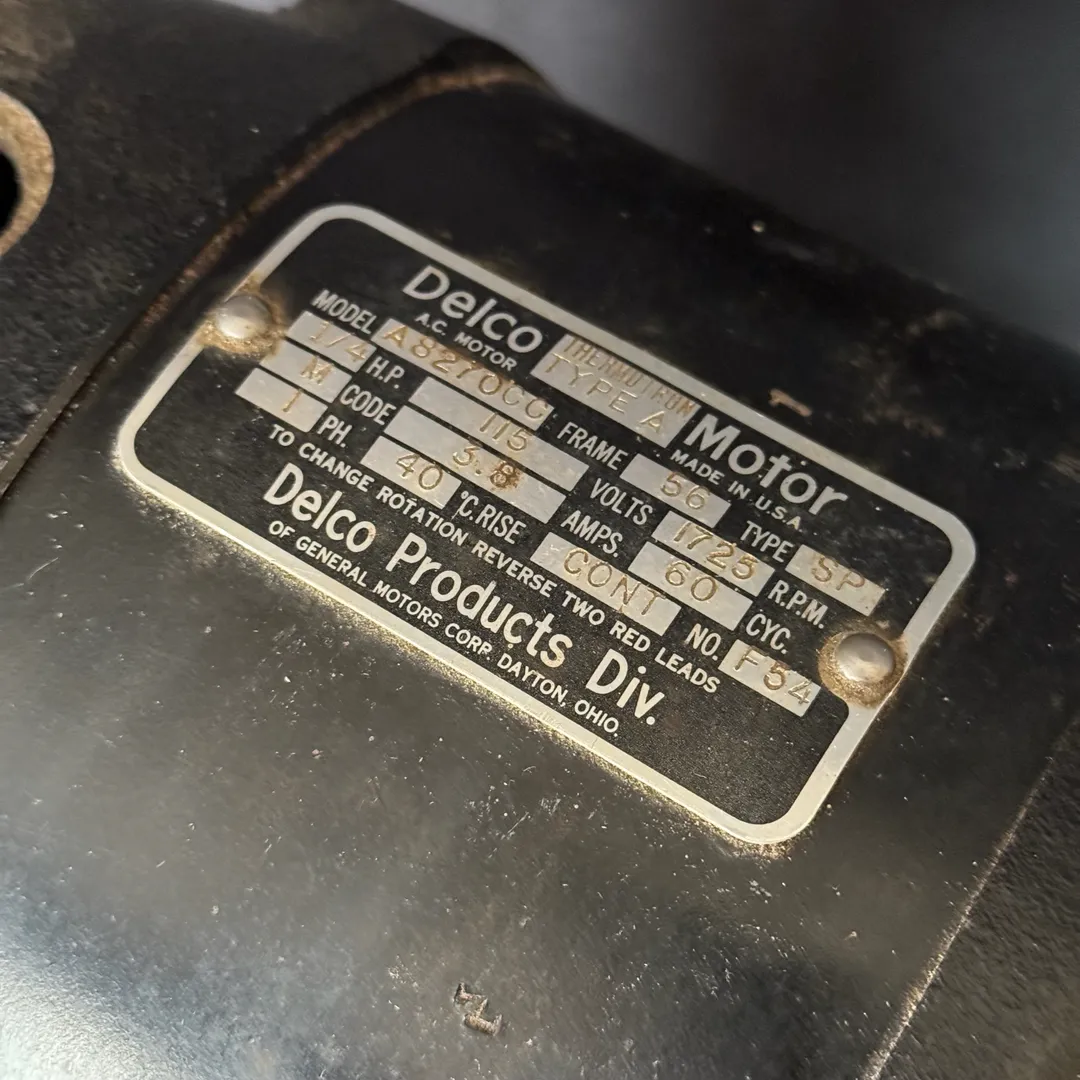 Delco THERMOTRON Motor
A.C. MOTOR TYPE A MADE IN U.S.A.
MODEL A8270CC FRAME 56 TYPE SP
1/4 H.P. 115 VOLTS 1725 R.P.M.
M CODE 3.8 AMPS. 60 CYC.
1 PH. 40 °C.RISE CONT NO. F54
TO CHANGE ROTATION REVERSE TWO RED LEADS
Delco Products Div.
OF GENERAL MOTORS CORP. DAYTON, OHIO.